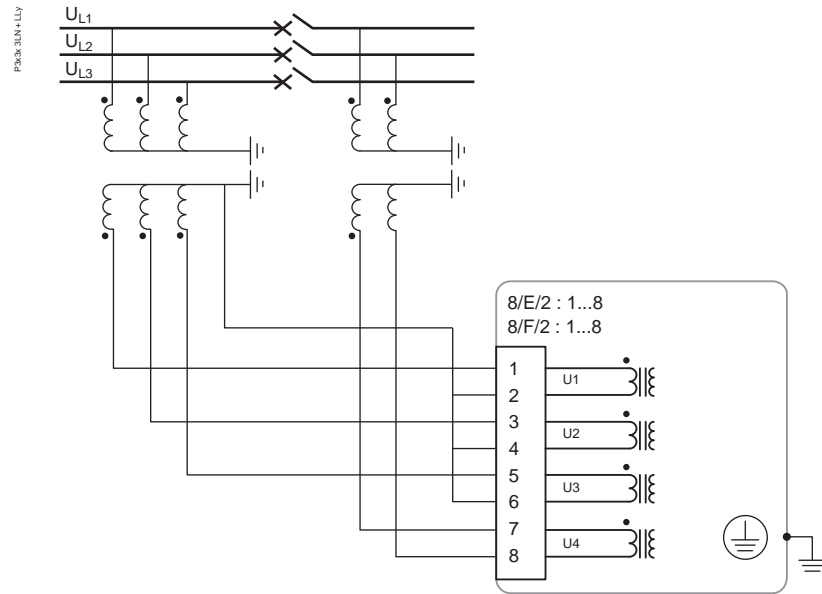 P3x3x 3LN + LLy
UL1
UL2
UL3
8/E/2 : 1...8
8/F/2 : 1...8
1
U1
2
3
U2
4
5
U3
6
7
U4
8